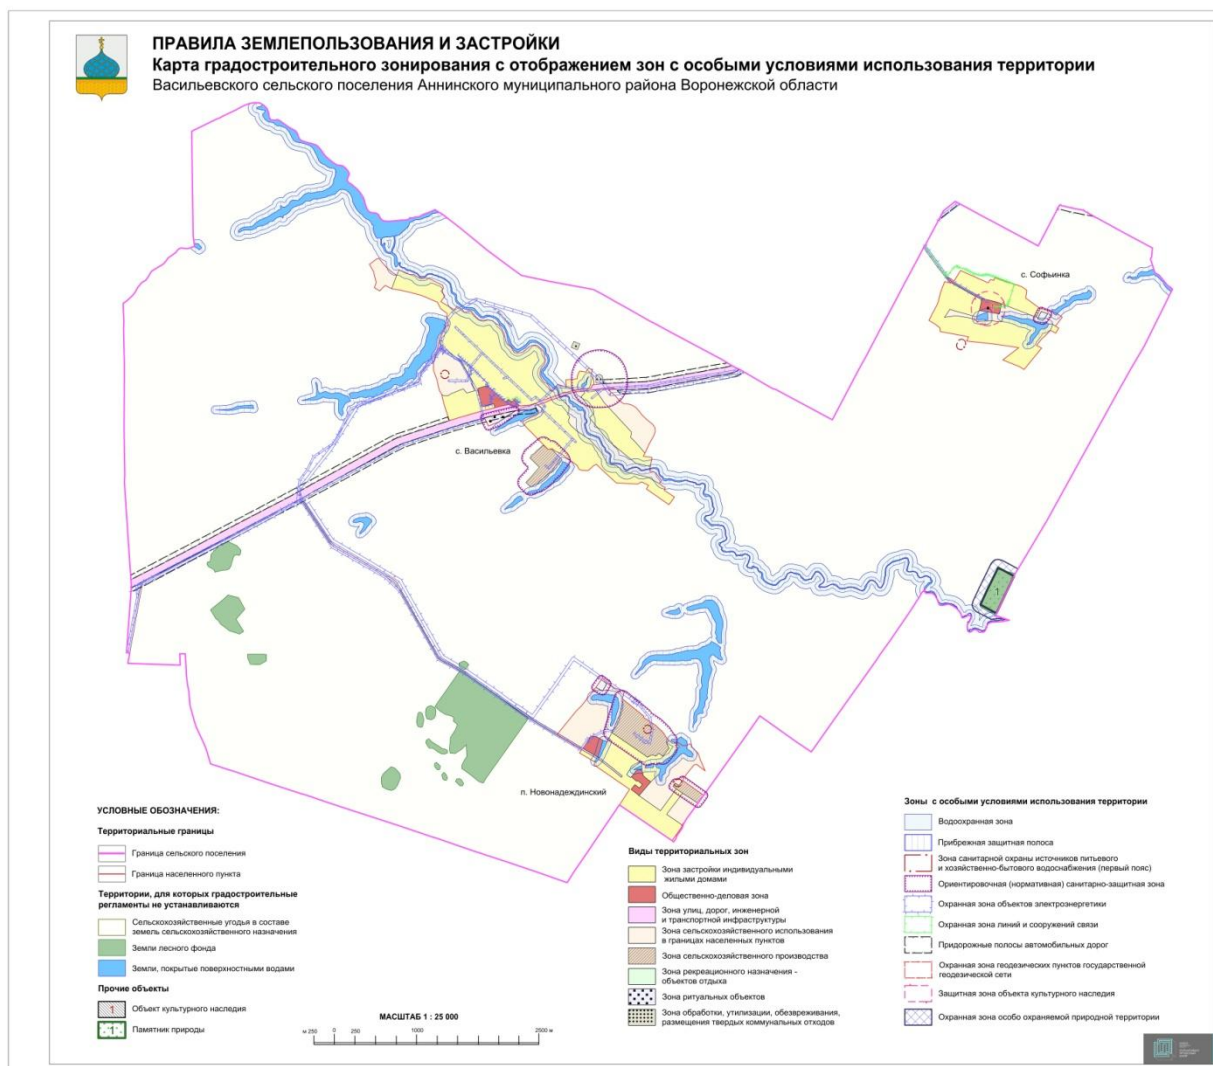 ПРАВИЛА ЗЕМЛЕПОЛЬЗОВАНИЯ И ЗАСТРОЙКИ
Карта градостроительного зонирования с отображением зон с особыми условиями использования территории
Васильевского сельского поселения Аннинского муниципального района Воронежской области
с. Софьинка
с. Васильевка
1
п. Новонадеждинский
УСЛОВНЫЕ ОБОЗНАЧЕНИЯ:
Территориальные границы
Граница сельского поселения
Граница населенного пункта
Территории, для которых градостроительные
регламенты не устанавливаются
Сельскохозяйственные угодья в составе
земель сельскохозяйственного назначения
Земли лесного фонда
Земли, покрытые поверхностными водами
Прочие объекты
1 Объект культурного наследия
1 Памятник природы
МАСШТАБ 1 : 25 000
м 250 0 250 1000 2500 м
Виды территориальных зон
Зона застройки индивидуальными
жилыми домами
Общественно-деловая зона
Зона улиц, дорог, инженерной
и транспортной инфраструктуры
Зона сельскохозяйственного использования
в границах населенных пунктов
Зона сельскохозяйственного производства
Зона рекреационного назначения -
объектов отдыха
Зона ритуальных объектов
Зона обработки, утилизации, обезвреживания,
размещения твердых коммунальных отходов
Зоны с особыми условиями использования территории
Водоохранная зона
Прибрежная защитная полоса
Зона санитарной охраны источников питьевого
и хозяйственно-бытового водоснабжения (первый пояс)
Ориентировочная (нормативная) санитарно-защитная зона
Охранная зона объектов электроэнергетики
Охранная зона линий и сооружений связи
Придорожные полосы автомобильных дорог
Охранная зона геодезических пунктов государственной
геодезической сети
Защитная зона объекта культурного наследия
Охранная зона особо охраняемой природной территории